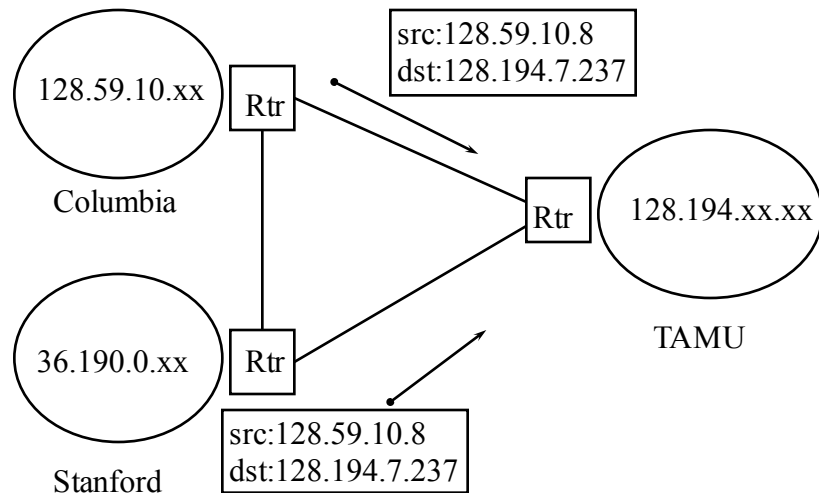 src:128.59.10.8
dst:128.194.7.237
128.59.10.xx
Rtr
Columbia
Rtr
128.194.xx.xx
TAMU
36.190.0.xx
Rtr
src:128.59.10.8
dst:128.194.7.237
Stanford